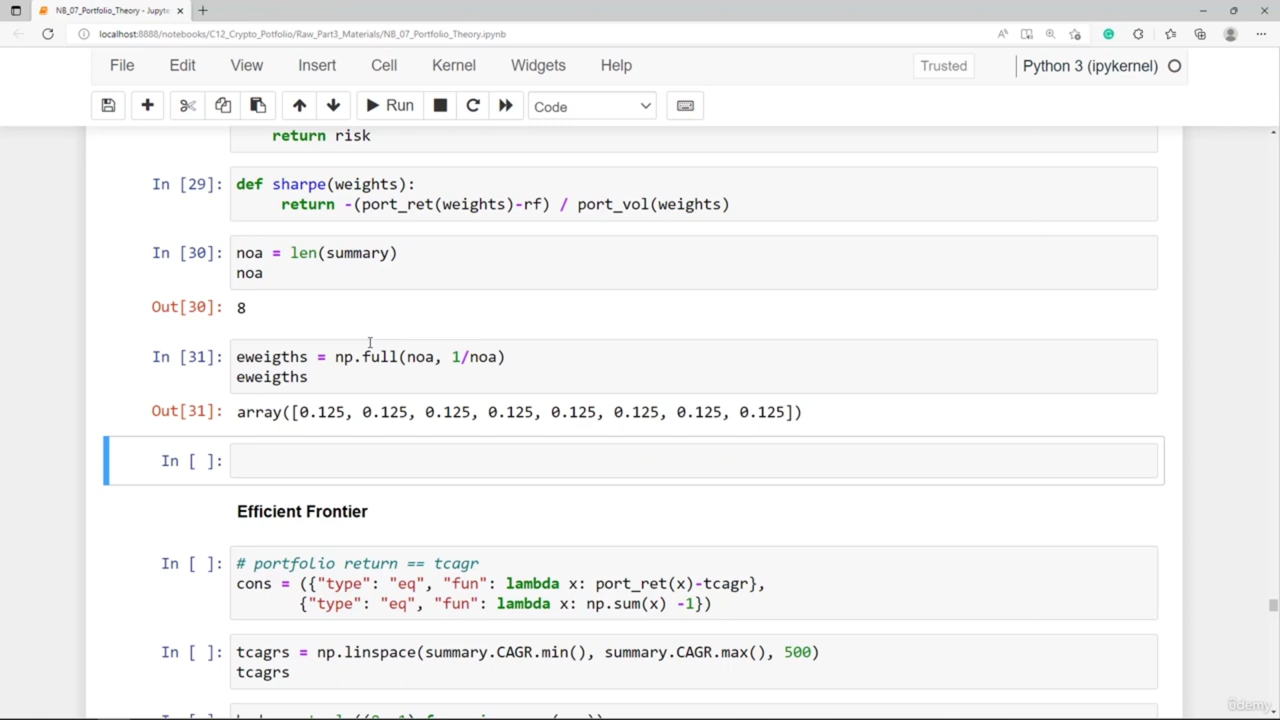 NB_07_Portfolio_Theory - Jupyte
localhost:8888/notebooks/C12_Crypto_Potfolio/Raw_Part3_Materials/NB_07_Portfolio_Theory.ipynb
File Edit View Insert Cell Kernel Widgets Help Trusted Python 3 (ipykernel)
Run Code
return risk
In [29]: def sharpe(weights):
return -(port_ret(weights)-rf) / port_vol(weights)
In [30]: noa = len(summary)
noa
Out[30]: 8
In [31]: eweigths = np.full(noa, 1/noa)
eweigths
Out[31]: array([0.125, 0.125, 0.125, 0.125, 0.125, 0.125, 0.125, 0.125])
In [ ]:
Efficient Frontier
In [ ]: # portfolio return == tcagr
cons = ({"type": "eq", "fun": lambda x: port_ret(x)-tcagr},
{"type": "eq", "fun": lambda x: np.sum(x) -1})
In [ ]: tcagrs = np.linspace(summary.CAGR.min(), summary.CAGR.max(), 500)
tcagrs
ûdemy